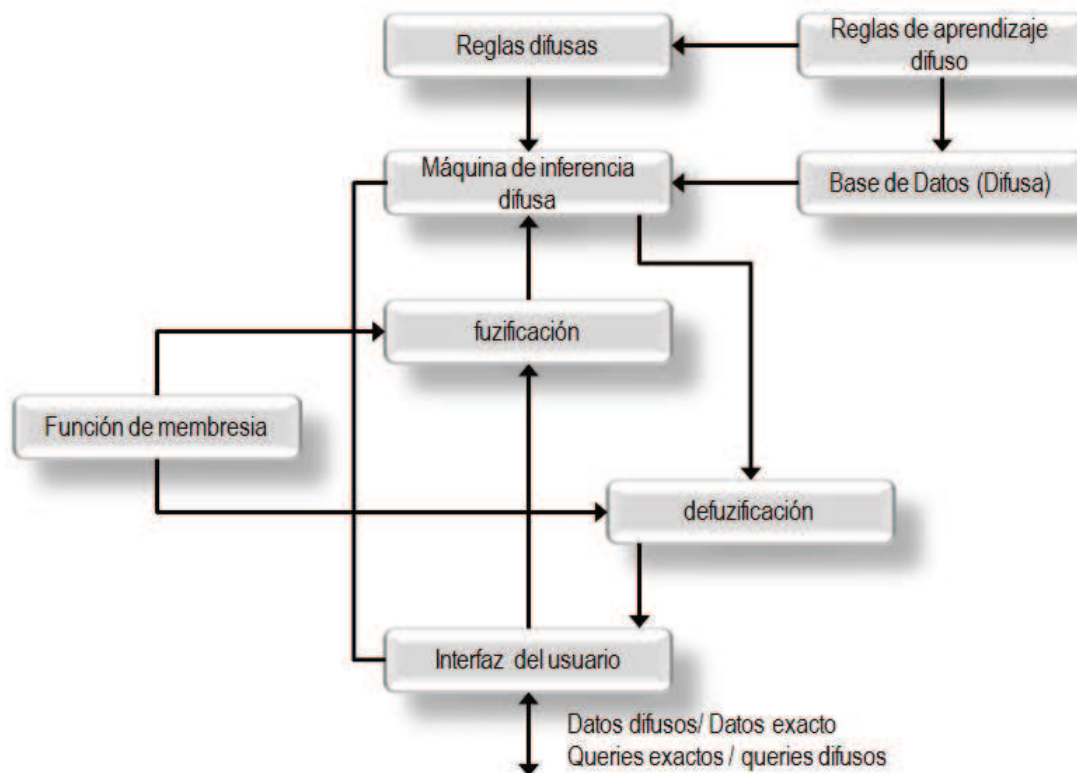 Reglas difusas
Reglas de aprendizaje
difuso
Máquina de inferencia
difusa
Base de Datos (Difusa)
fuzificación
Función de membresia
defuzificación
Interfaz del usuario
Datos difusos/ Datos exacto
Queries exactos / queries difusos